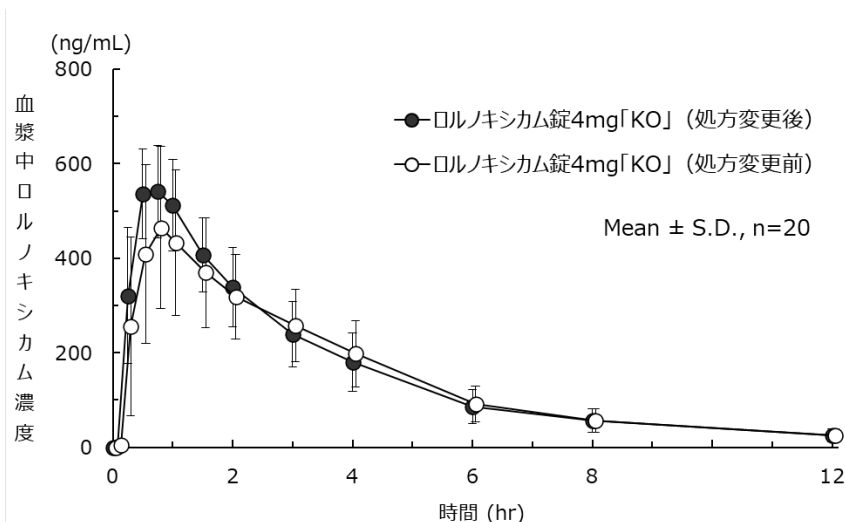 (ng/mL)
800
600
400
200
0
血漿中ロルノキシカム濃度
ロルノキシカム錠4mg「KO」（処方変更後）
ロルノキシカム錠4mg「KO」（処方変更前）
Mean ± S.D., n=20
0 2 4 6 8 12
時間 (hr)